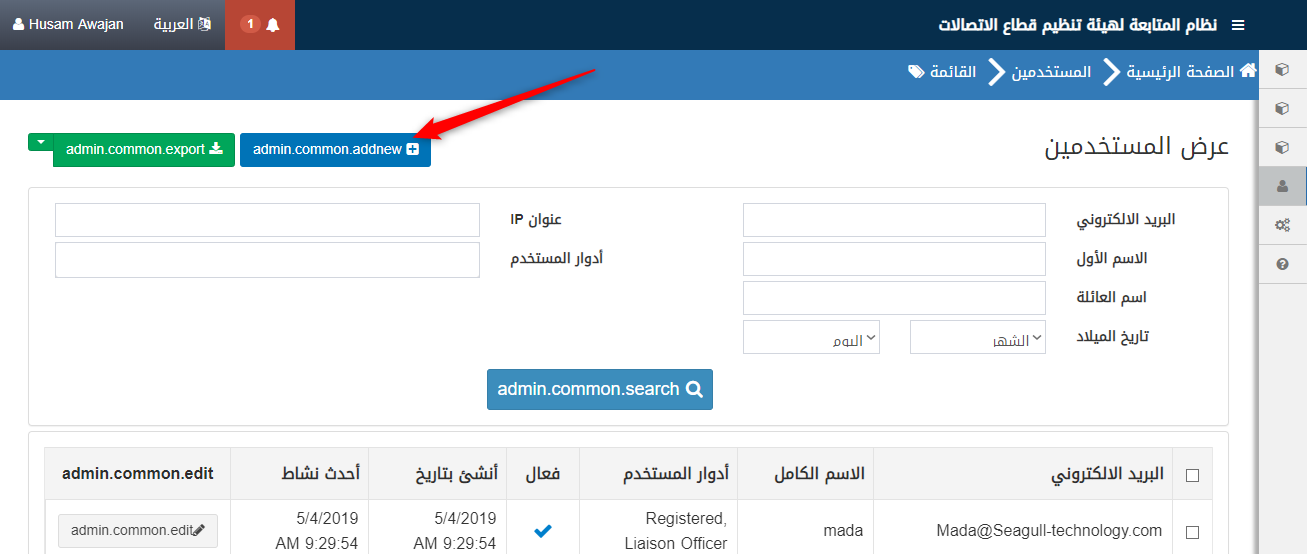 نظام المتابعة لهيئة تنظيم قطاع الاتصالات
1
العربية
Husam Awajan
الصفحة الرئيسية
المستخدمين
القائمة
عرض المستخدمين
admin.common.addnew
admin.common.export
البريد الالكتروني
عنوان IP
الاسم الأول
أدوار المستخدم
اسم العائلة
تاريخ الميلاد
الشهر
اليوم
admin.common.search
البريد الالكتروني
الاسم الكامل
أدوار المستخدم
فعال
أنشئ بتاريخ
أحدث نشاط
admin.common.edit
Mada@Seagull-technology.com
mada
Registered,
Liaison Officer
5/4/2019
9:29:54 AM
5/4/2019
9:29:54 AM
admin.common.edit